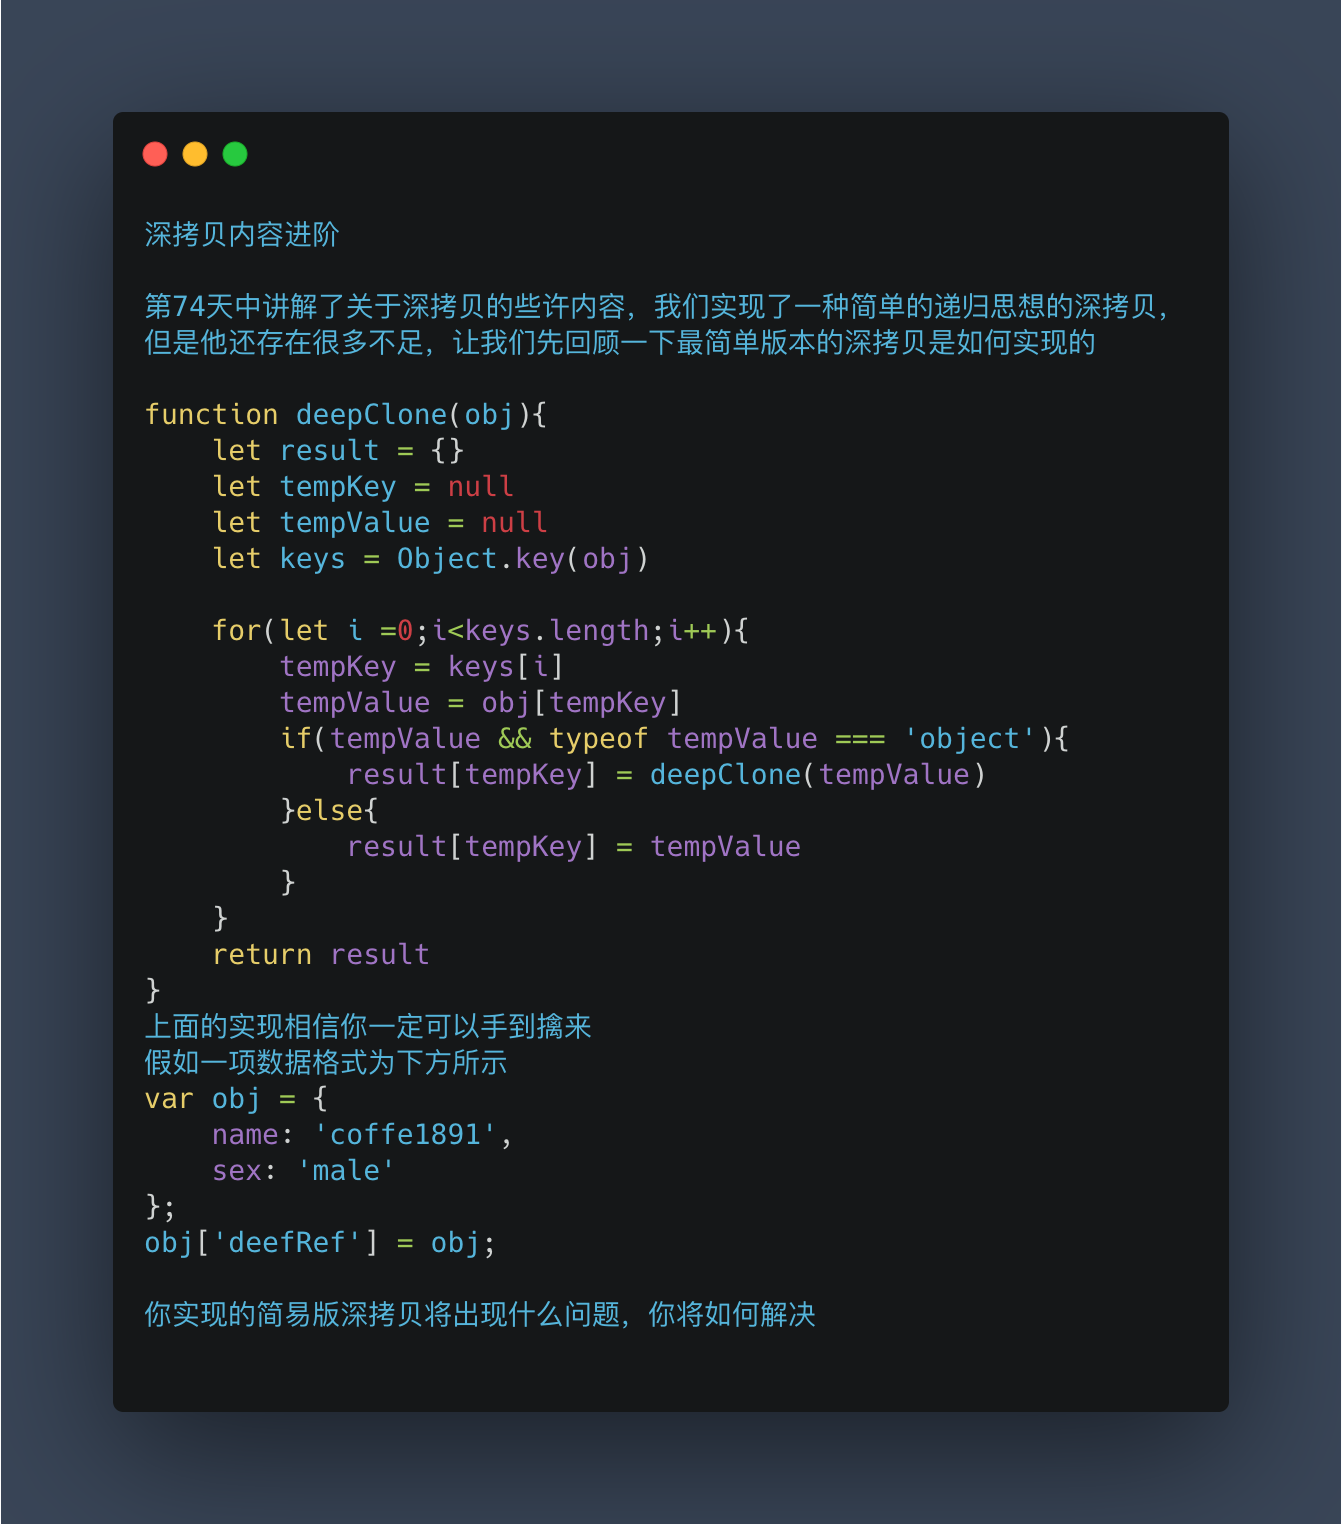 深拷贝内容进阶
第74天中讲解了关于深拷贝的些许内容，我们实现了一种简单的递归思想的深拷贝，
但是他还存在很多不足，让我们先回顾一下最简单版本的深拷贝是如何实现的
function deepClone(obj){
    let result = {}
    let tempKey = null
    let tempValue = null
    let keys = Object.key(obj)
    for(let i =0;i<keys.length;i++){
        tempKey = keys[i]
        tempValue = obj[tempKey]
        if(tempValue && typeof tempValue === 'object'){
            result[tempKey] = deepClone(tempValue)
        }else{
            result[tempKey] = tempValue
        }
    }
    return result
}
上面的实现相信你一定可以手到擒来
假如一项数据格式为下方所示
var obj = {
    name: 'coffe1891',
    sex: 'male'
};
obj['deefRef'] = obj;
你实现的简易版深拷贝将出现什么问题，你将如何解决